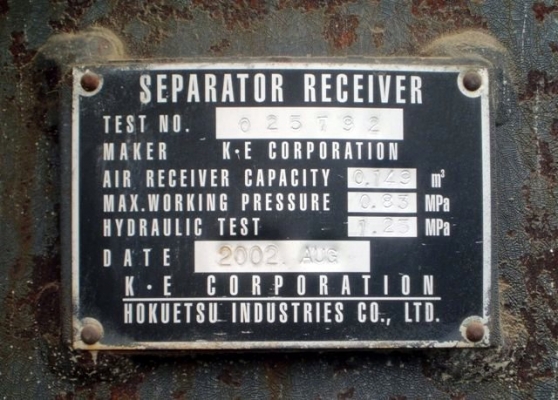 SEPARATOR RECEIVER
TEST NO. 025792
MAKER K·E CORPORATION
AIR RECEIVER CAPACITY 0.149 m³
MAX.WORKING PRESSURE 0.83 MPa
HYDRAULIC TEST 1.23 MPa
DATE 2002. AUG
K·E CORPORATION
HOKUETSU INDUSTRIES CO., LTD.